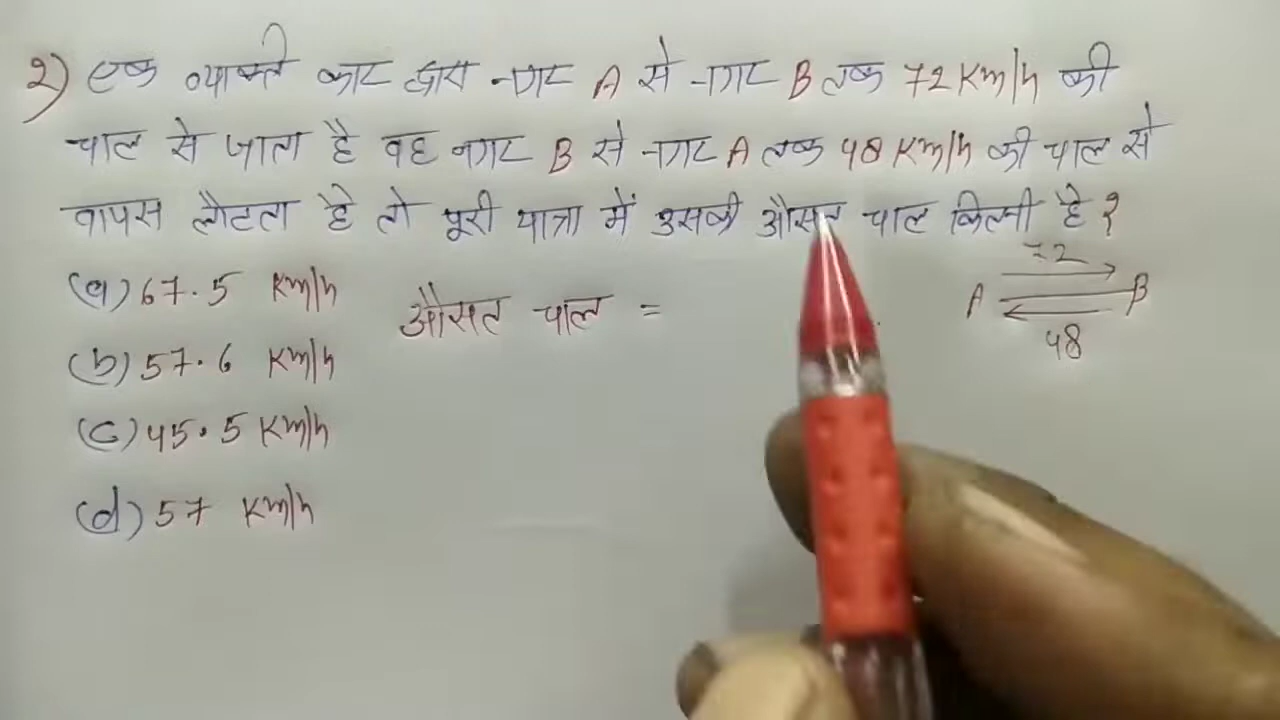 2) एक व्यक्ति कार द्वारा नगर A से नगर B तक 72 Km/h की
चाल से जाता है वह नगर B से नगर A तक 48 Km/h की चाल से
वापस लौटता है तो पूरी यात्रा में उसकी औसत चाल कितनी है ?
(a) 67.5 Km/h
औसत चाल =
72
A B
48
(b) 57.6 Km/h
(c) 45.5 Km/h
(d) 57 Km/h